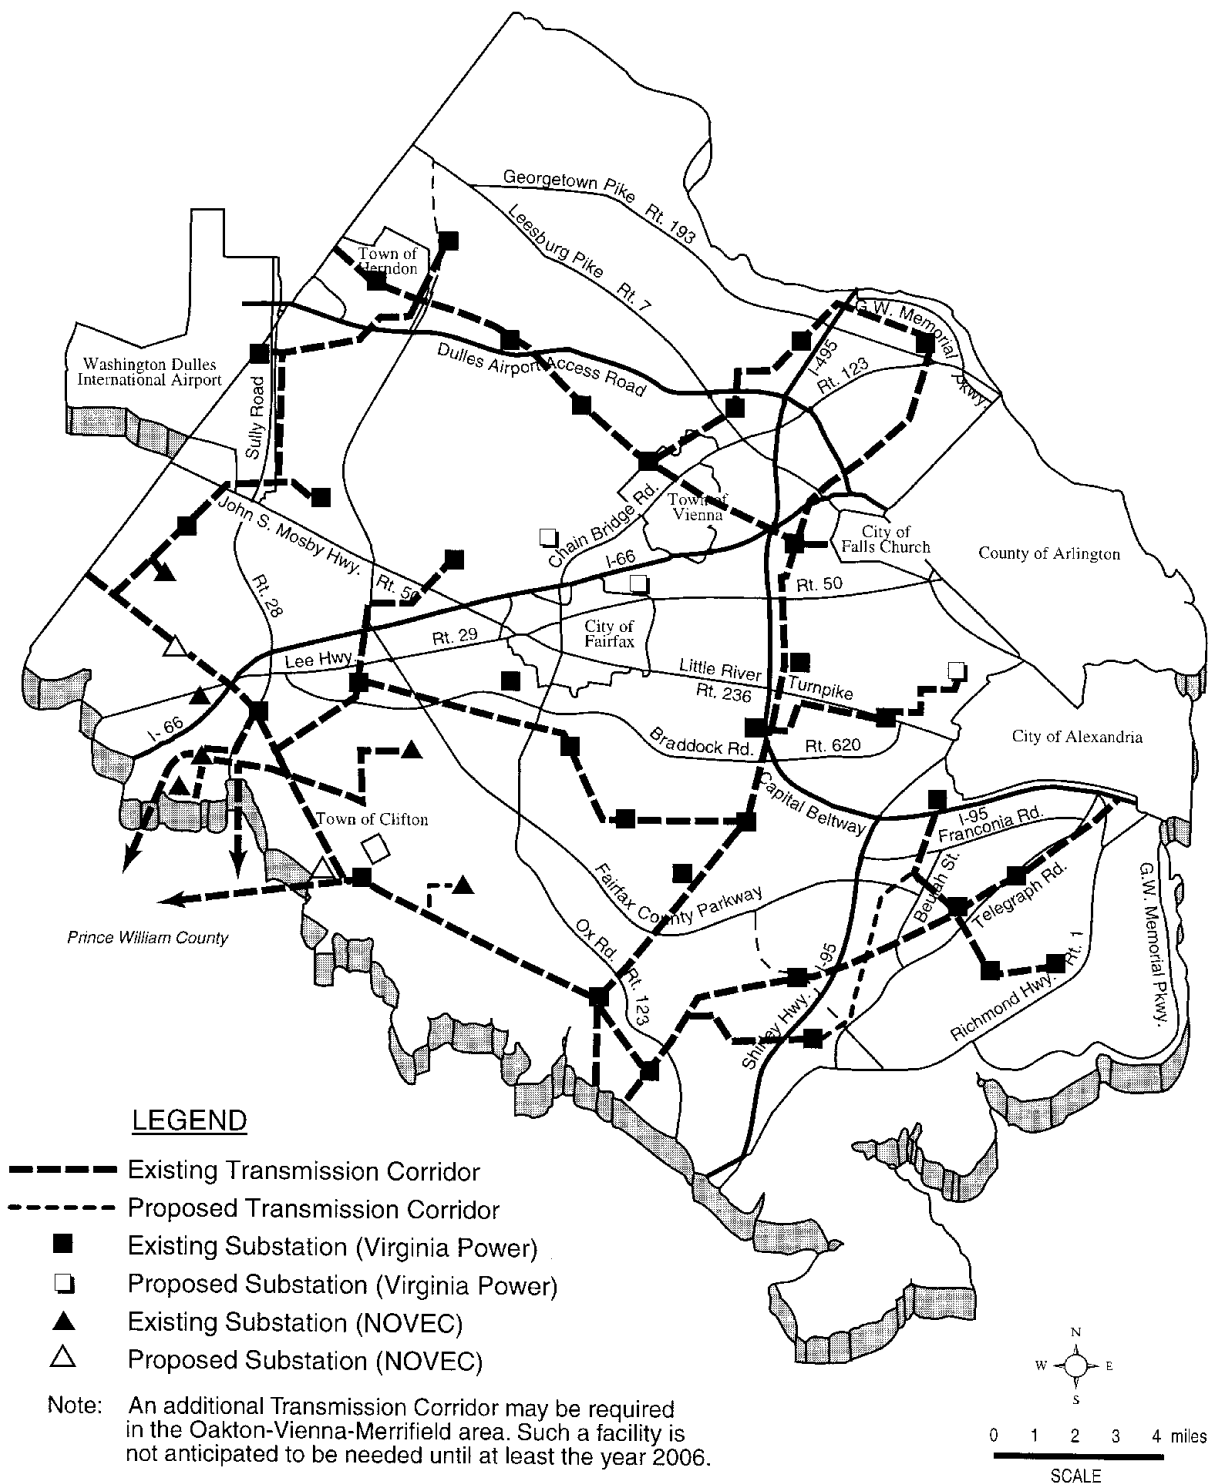 Georgetown Pike Rt. 193
Leesburg Pike Rt. 7
Town of
Herndon
G.W. Memorial Pkwy.
I-495
Rt. 123
Washington Dulles
International Airport
Dulles Airport Access Road
Sully Road
Town of
Vienna
Chain Bridge Rd.
City of
Falls Church
County of Arlington
John S. Mosby Hwy. Rt. 50
I-66
Rt. 50
Rt. 28
Rt. 29
City of
Fairfax
Lee Hwy.
Little River Turnpike
Rt. 236
I-66
Braddock Rd. Rt. 620
City of Alexandria
Capital Beltway
Town of Clifton
I-95
Franconia Rd.
Beulah St.
Telegraph Rd.
Fairfax County Parkway
G.W. Memorial Pkwy.
Prince William County
Ox Rd. Rt. 123
I-95
Shirley Hwy.
Richmond Hwy. Rt. 1
LEGEND
Existing Transmission Corridor
Proposed Transmission Corridor
Existing Substation (Virginia Power)
Proposed Substation (Virginia Power)
Existing Substation (NOVEC)
Proposed Substation (NOVEC)
Note: An additional Transmission Corridor may be required
in the Oakton-Vienna-Merrifield area. Such a facility is
not anticipated to be needed until at least the year 2006.
N
W E
S
0 1 2 3 4 miles
SCALE